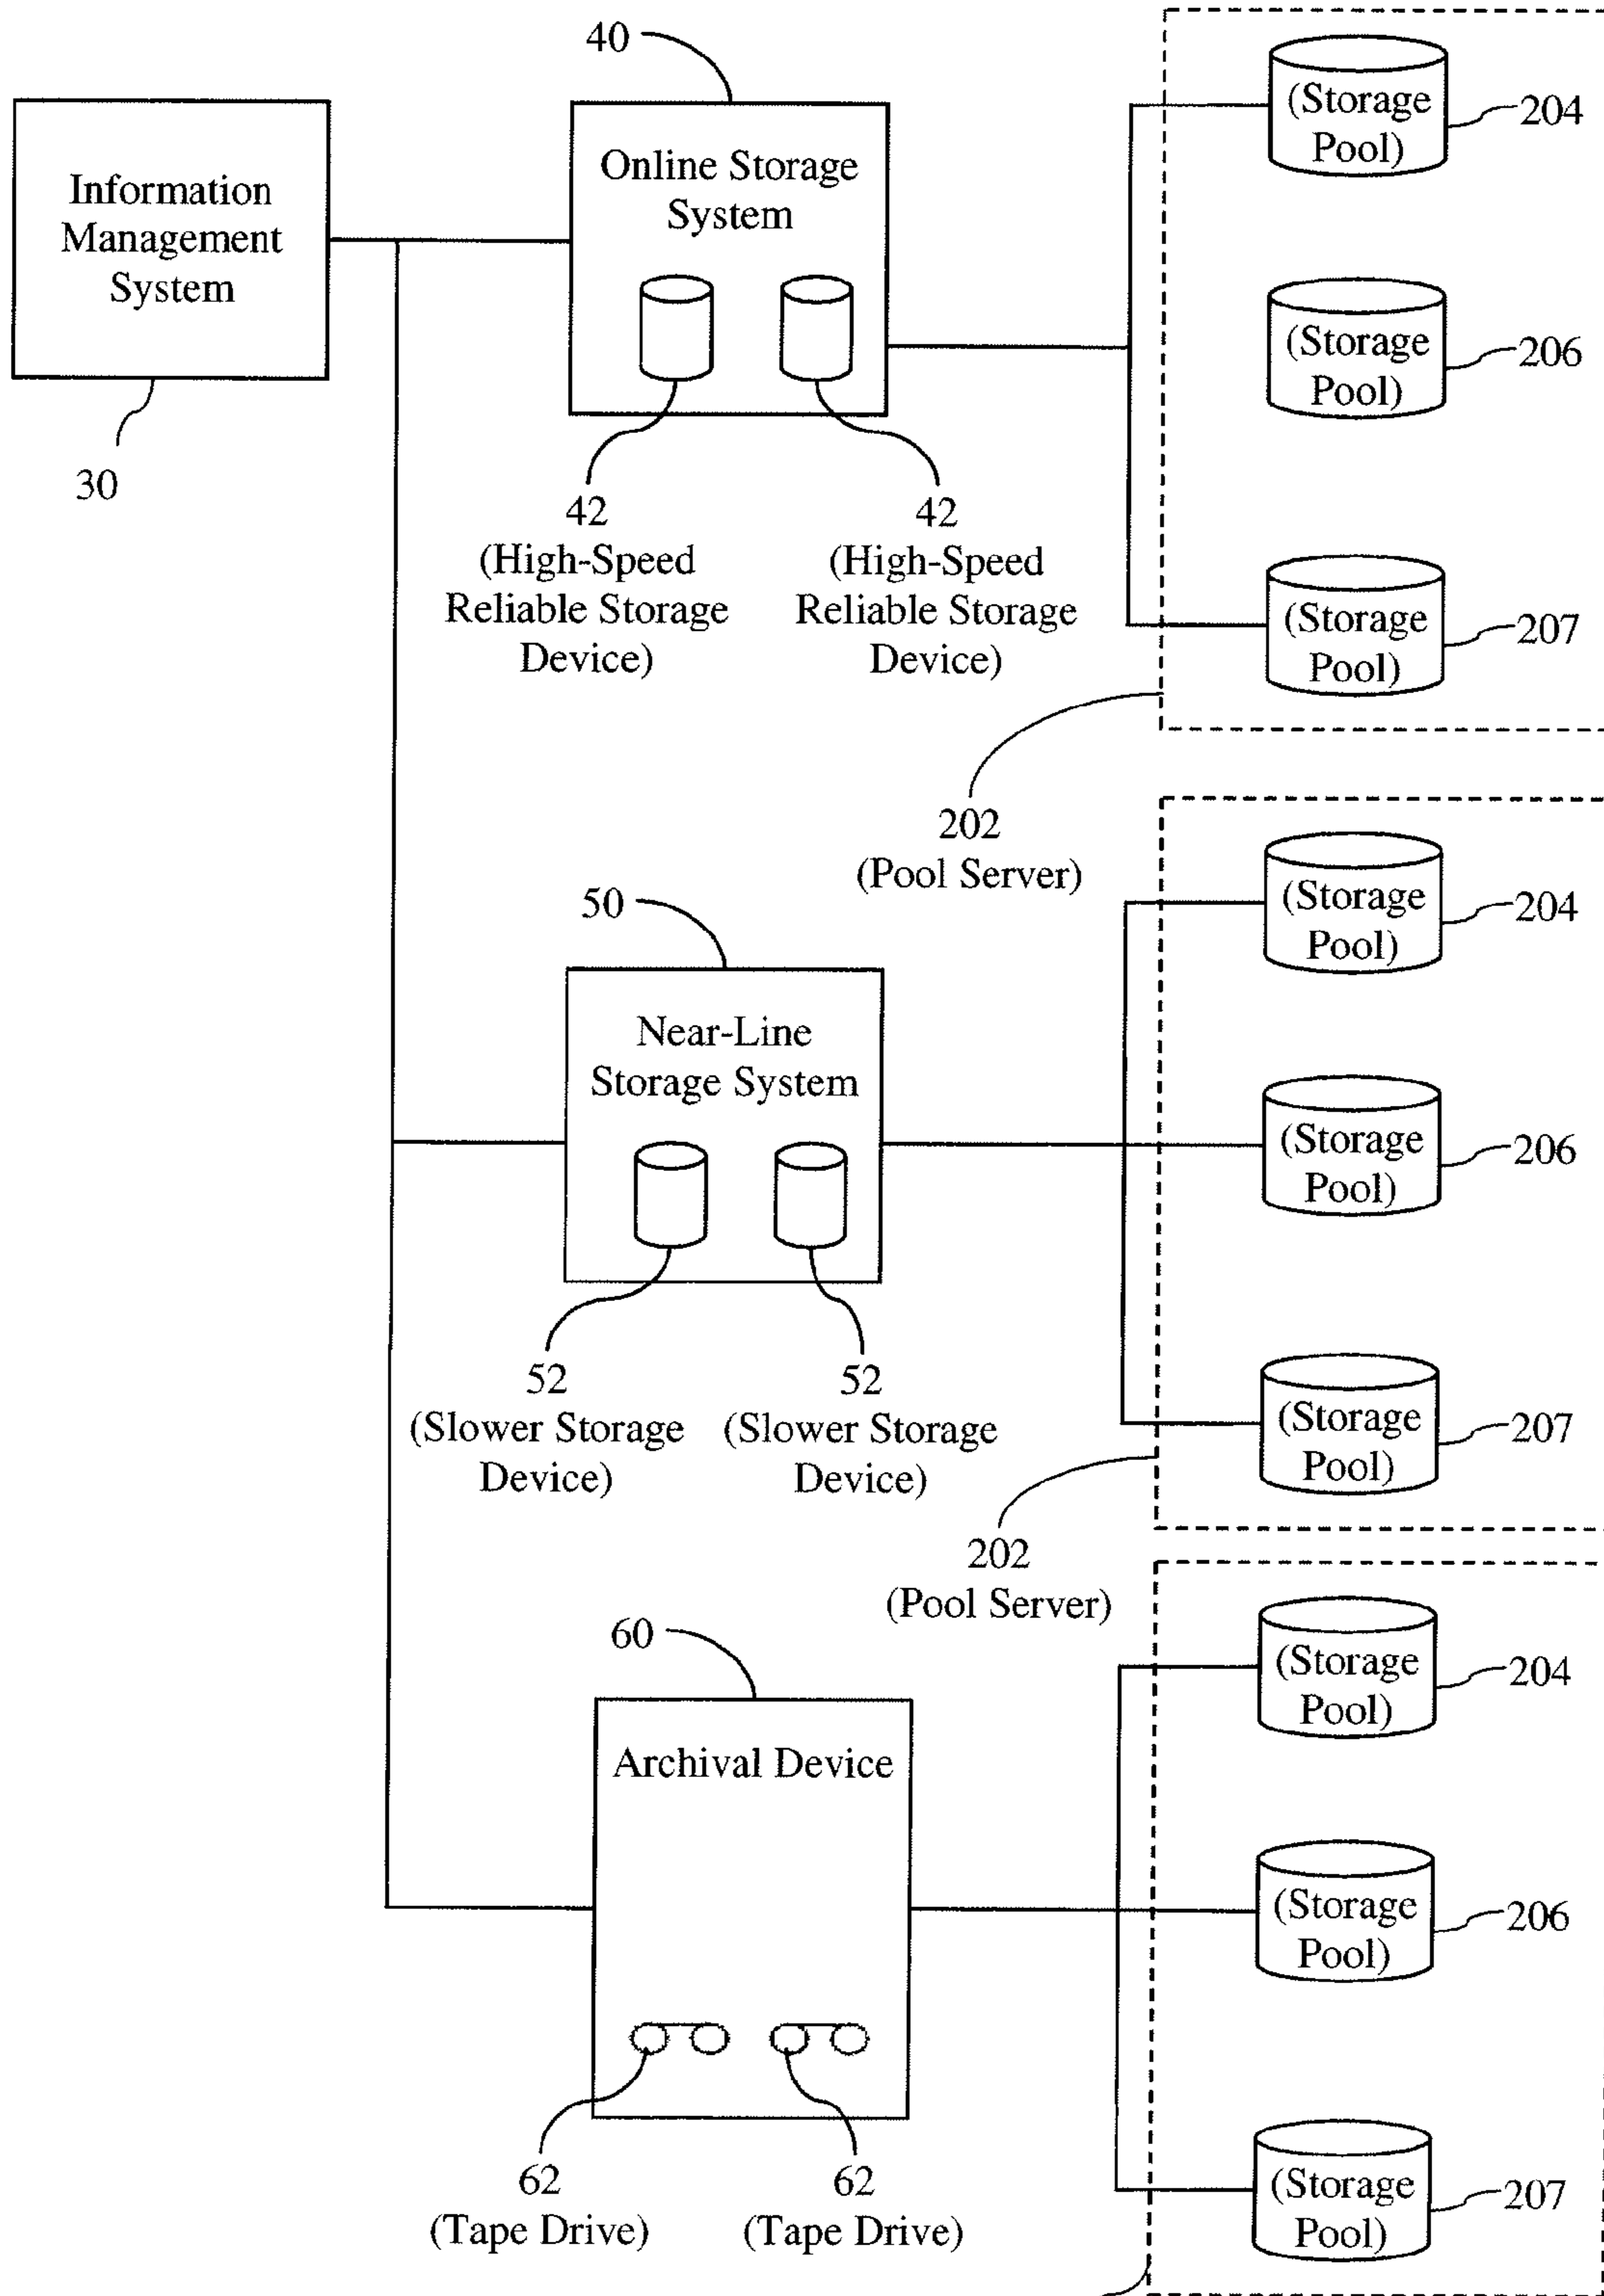 40
Information
Management
System
30
Online Storage
System
42
(High-Speed
Reliable Storage
Device)
42
(High-Speed
Reliable Storage
Device)
(Storage
Pool)
204
(Storage
Pool)
206
(Storage
Pool)
207
202
(Pool Server)
50
Near-Line
Storage System
52
(Slower Storage
Device)
52
(Slower Storage
Device)
(Storage
Pool)
204
(Storage
Pool)
206
(Storage
Pool)
207
202
(Pool Server)
60
Archival Device
62
(Tape Drive)
62
(Tape Drive)
(Storage
Pool)
204
(Storage
Pool)
206
(Storage
Pool)
207